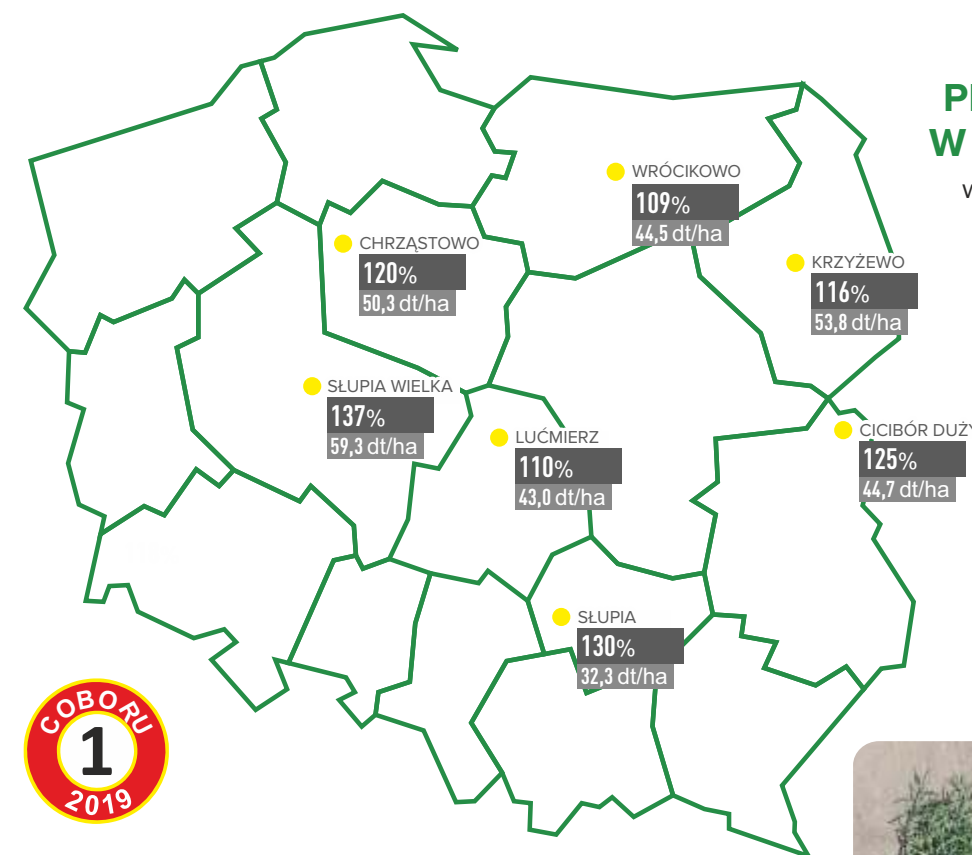 W
WRÓCIKOWO
109%
44,5 dt/ha
CHRZĄSTOWO
120%
50,3 dt/ha
KRZYŻEWO
116%
53,8 dt/ha
SŁUPIA WIELKA
137%
59,3 dt/ha
LUĆMIERZ
110%
43,0 dt/ha
CICIBÓR DUŻY
125%
44,7 dt/ha
SŁUPIA
130%
32,3 dt/ha
COBORU
1
2019